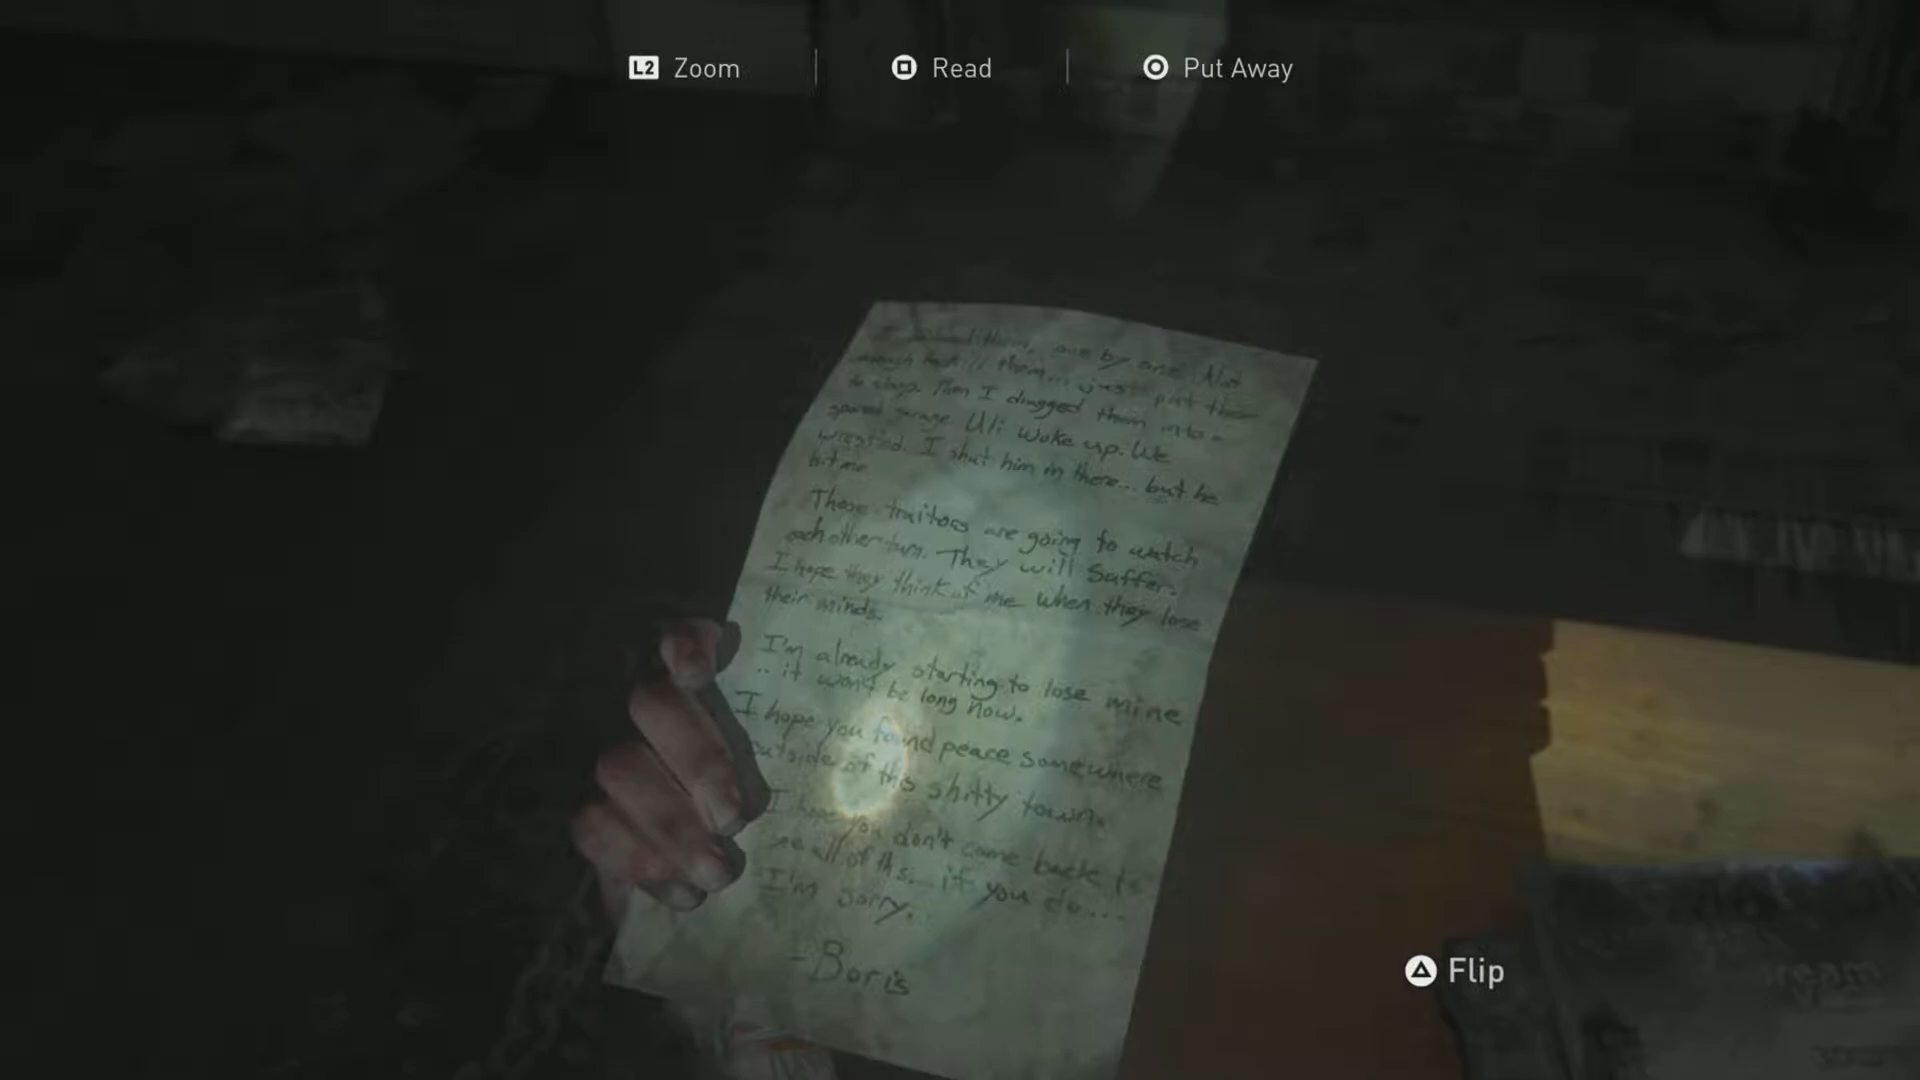 L2 Zoom
Read
Put Away
one by one. Not
them... just put them
to sleep. Then I dragged them into a
spored garage. Uli woke up. We
wrestled. I shut him in there... but he
bit me
Those traitors are going to watch
each other turn. They will suffer.
I hope they think of me when they lose
their minds.
I'm already starting to lose mine
.. it won't be long now.
I hope you found peace somewhere
outside of this shitty town.
I hope you don't come back to
see all of this... if you do...
I'm sorry.
-Boris
Flip